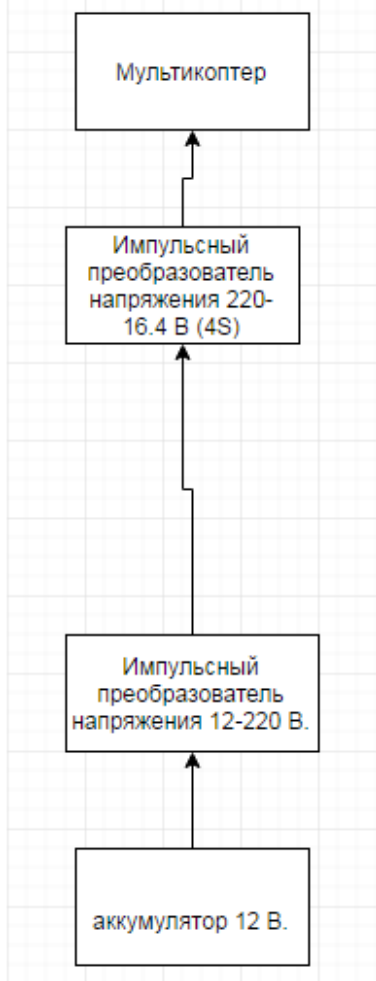 Мультикоптер
Импульсный
преобразователь
напряжения 220-
16.4 В (4S)
Импульсный
преобразователь
напряжения 12-220 В.
аккумулятор 12 В.